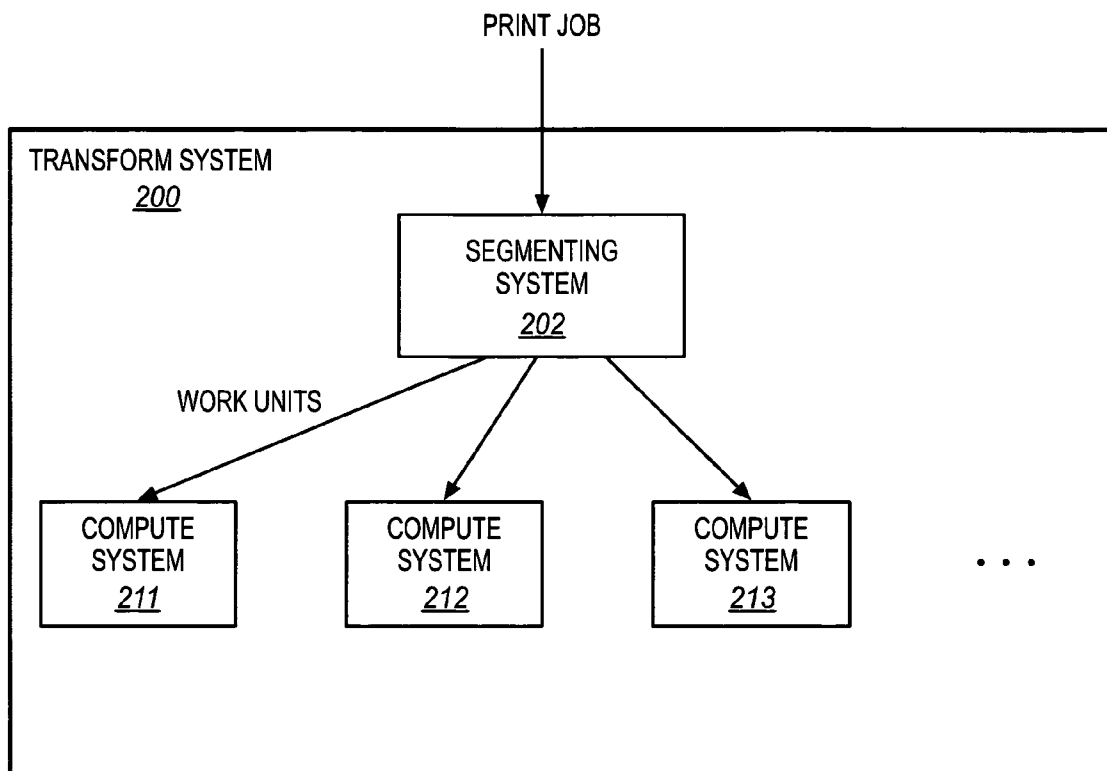 PRINT JOB
TRANSFORM SYSTEM
200
SEGMENTING
SYSTEM
202
WORK UNITS
COMPUTE
SYSTEM
211
COMPUTE
SYSTEM
212
COMPUTE
SYSTEM
213
. . .